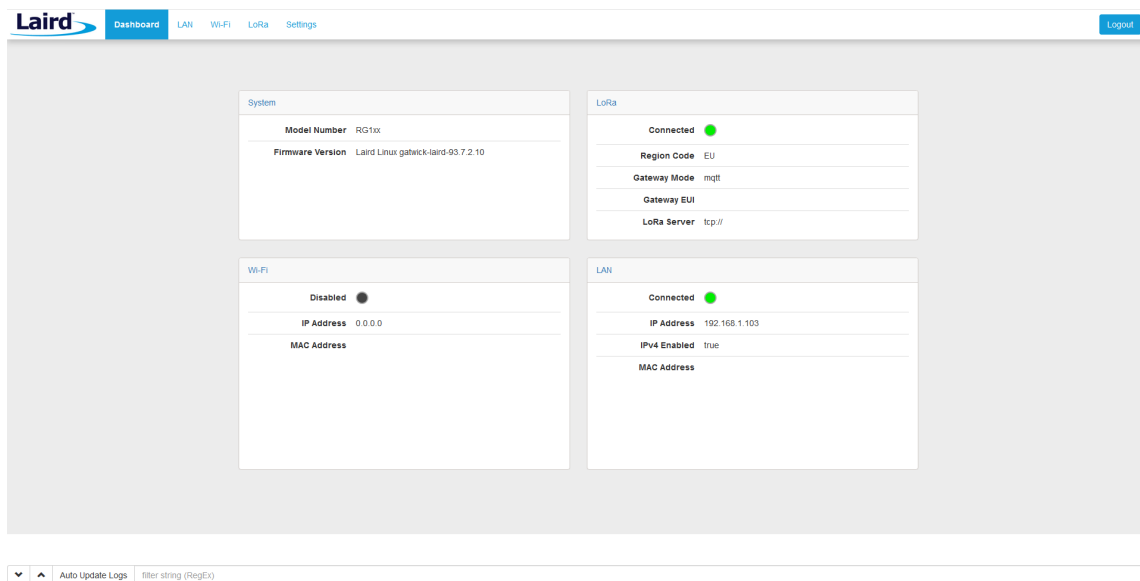 Laird
Dashboard LAN Wi-Fi LoRa Settings Logout
System
Model Number RG1xx
Firmware Version Laird Linux gatwick-laird-93.7.2.10
LoRa
Connected
Region Code EU
Gateway Mode mqtt
Gateway EUI
LoRa Server tcp://
Wi-Fi
Disabled
IP Address 0.0.0.0
MAC Address
LAN
Connected
IP Address 192.168.1.103
IPv4 Enabled true
MAC Address
Auto Update Logs filter string (RegEx)